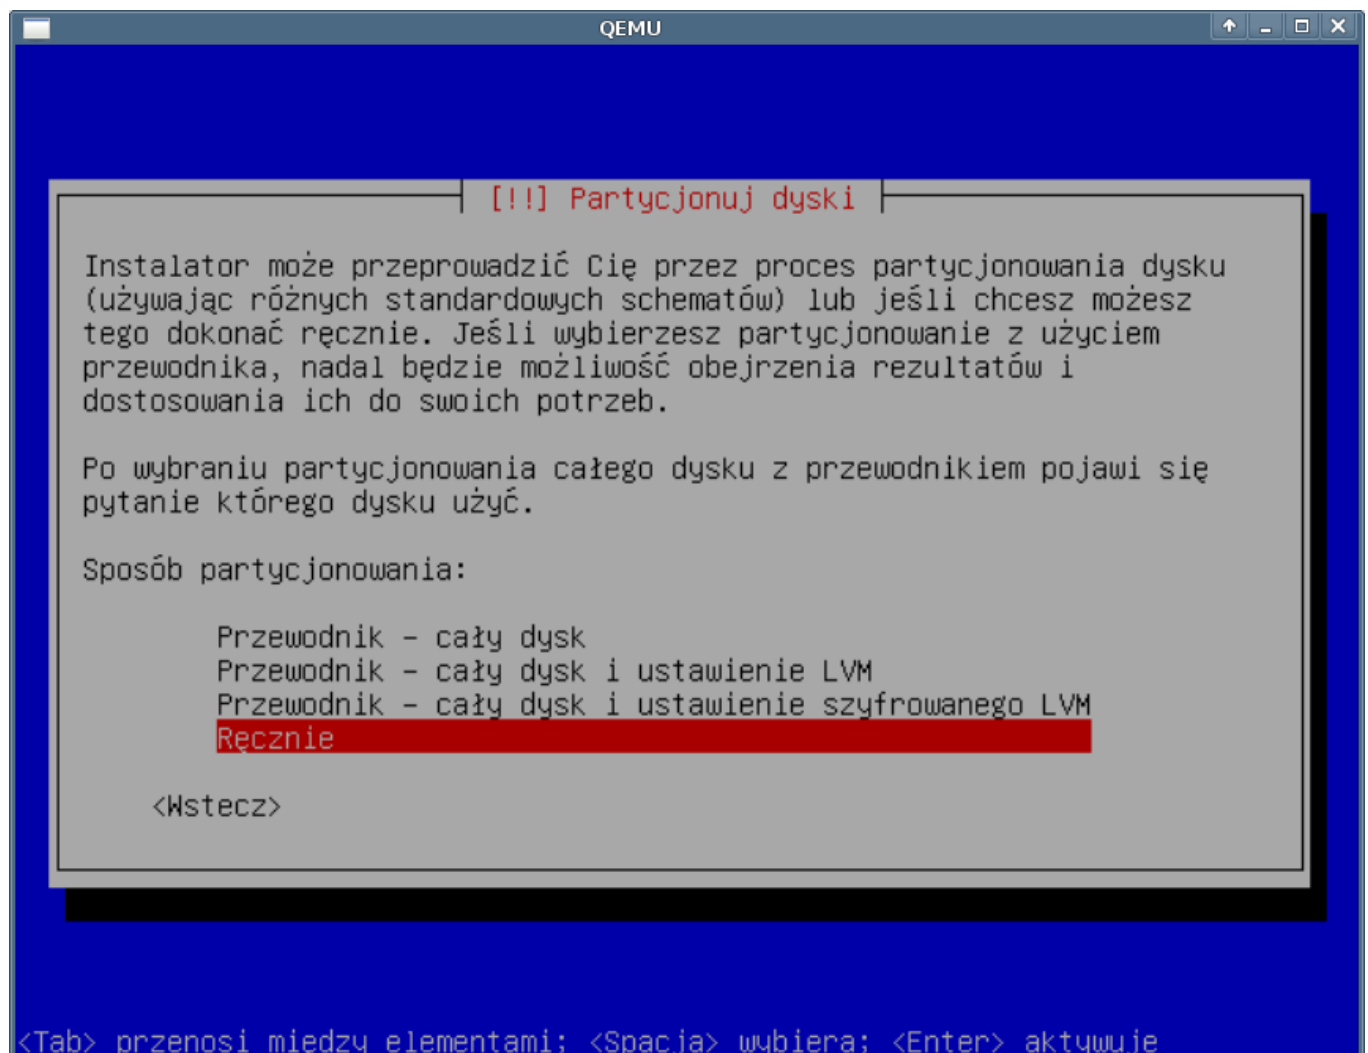 QEMU
[!!] Partycjonuj dyski
Instalator może przeprowadzić Cię przez proces partycjonowania dysku
(używając różnych standardowych schematów) lub jeśli chcesz możesz
tego dokonać ręcznie. Jeśli wybierzesz partycjonowanie z użyciem
przewodnika, nadal będzie możliwość obejrzenia rezultatów i
dostosowania ich do swoich potrzeb.
Po wybraniu partycjonowania całego dysku z przewodnikiem pojawi się
pytanie którego dysku użyć.
Sposób partycjonowania:
Przewodnik – cały dysk
Przewodnik – cały dysk i ustawienie LVM
Przewodnik – cały dysk i ustawienie szyfrowanego LVM
Ręcznie
<Wstecz>
<Tab> przenosi między elementami; <Spacja> wybiera; <Enter> aktywuje